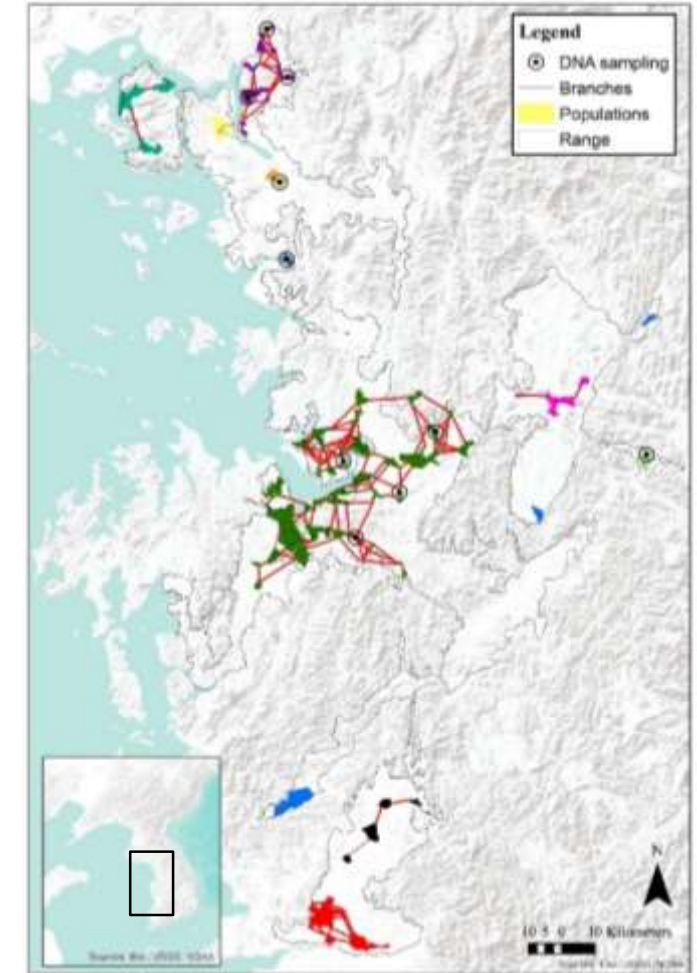 Legend
DNA sampling
Branches
Populations
Range
N
10 5 0 10 Kilometers